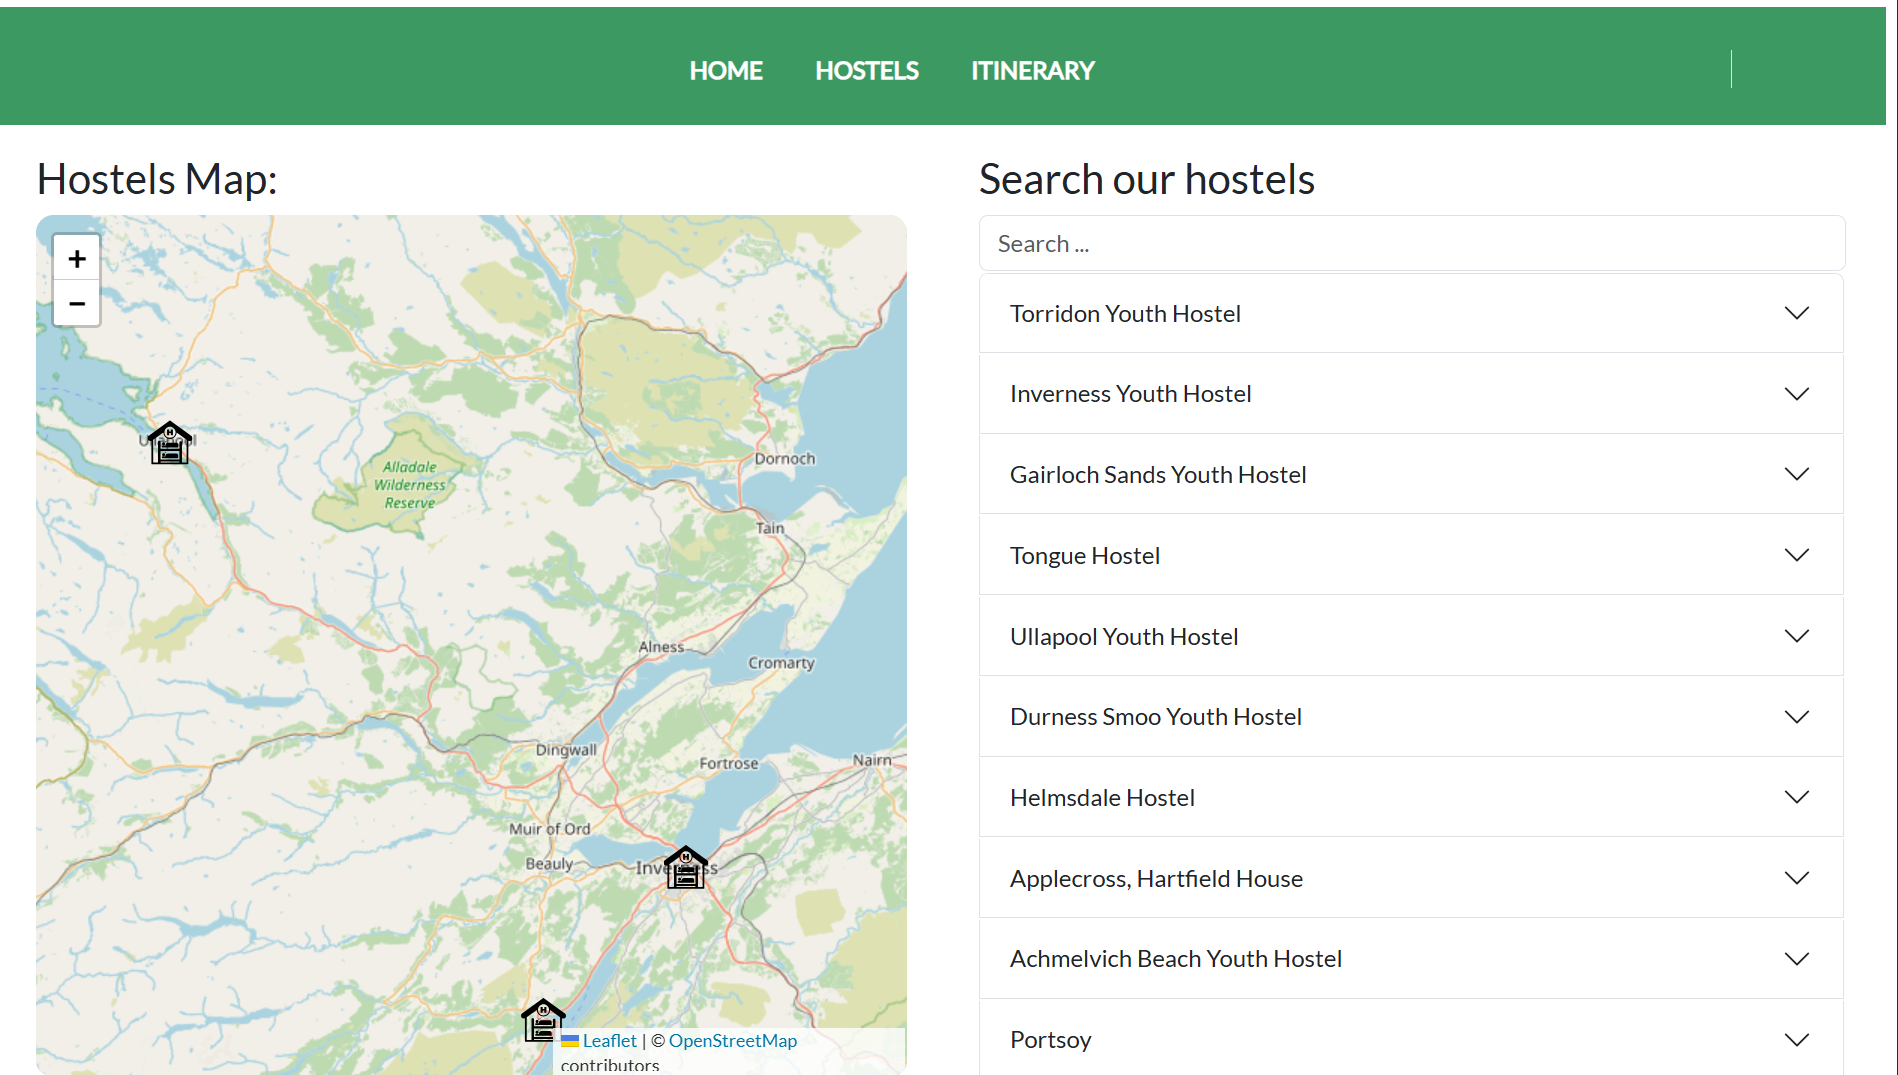 HOME HOSTELS ITINERARY
Hostels Map:
+
−
Alladale
Wilderness
Reserve
Dornoch
Tain
Alness
Cromarty
Dingwall
Fortrose
Nairn
Muir of Ord
Beauly
Leaflet | © OpenStreetMap
contributors
Search our hostels
Search ...
Torridon Youth Hostel
Inverness Youth Hostel
Gairloch Sands Youth Hostel
Tongue Hostel
Ullapool Youth Hostel
Durness Smoo Youth Hostel
Helmsdale Hostel
Applecross, Hartfield House
Achmelvich Beach Youth Hostel
Portsoy